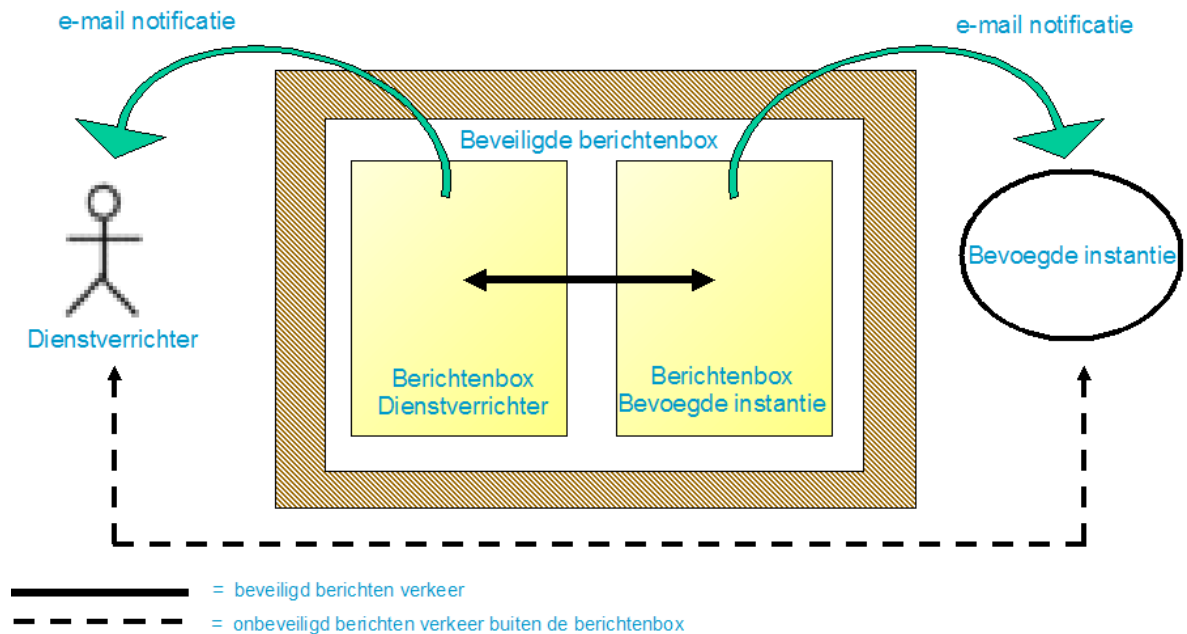 e-mail notificatie
e-mail notificatie
Beveiligde berichtenbox
Bevoegde instantie
Dienstverrichter
Berichtenbox
Dienstverrichter
Berichtenbox
Bevoegde instantie
= beveiligd berichten verkeer
= onbeveiligd berichten verkeer buiten de berichtenbox